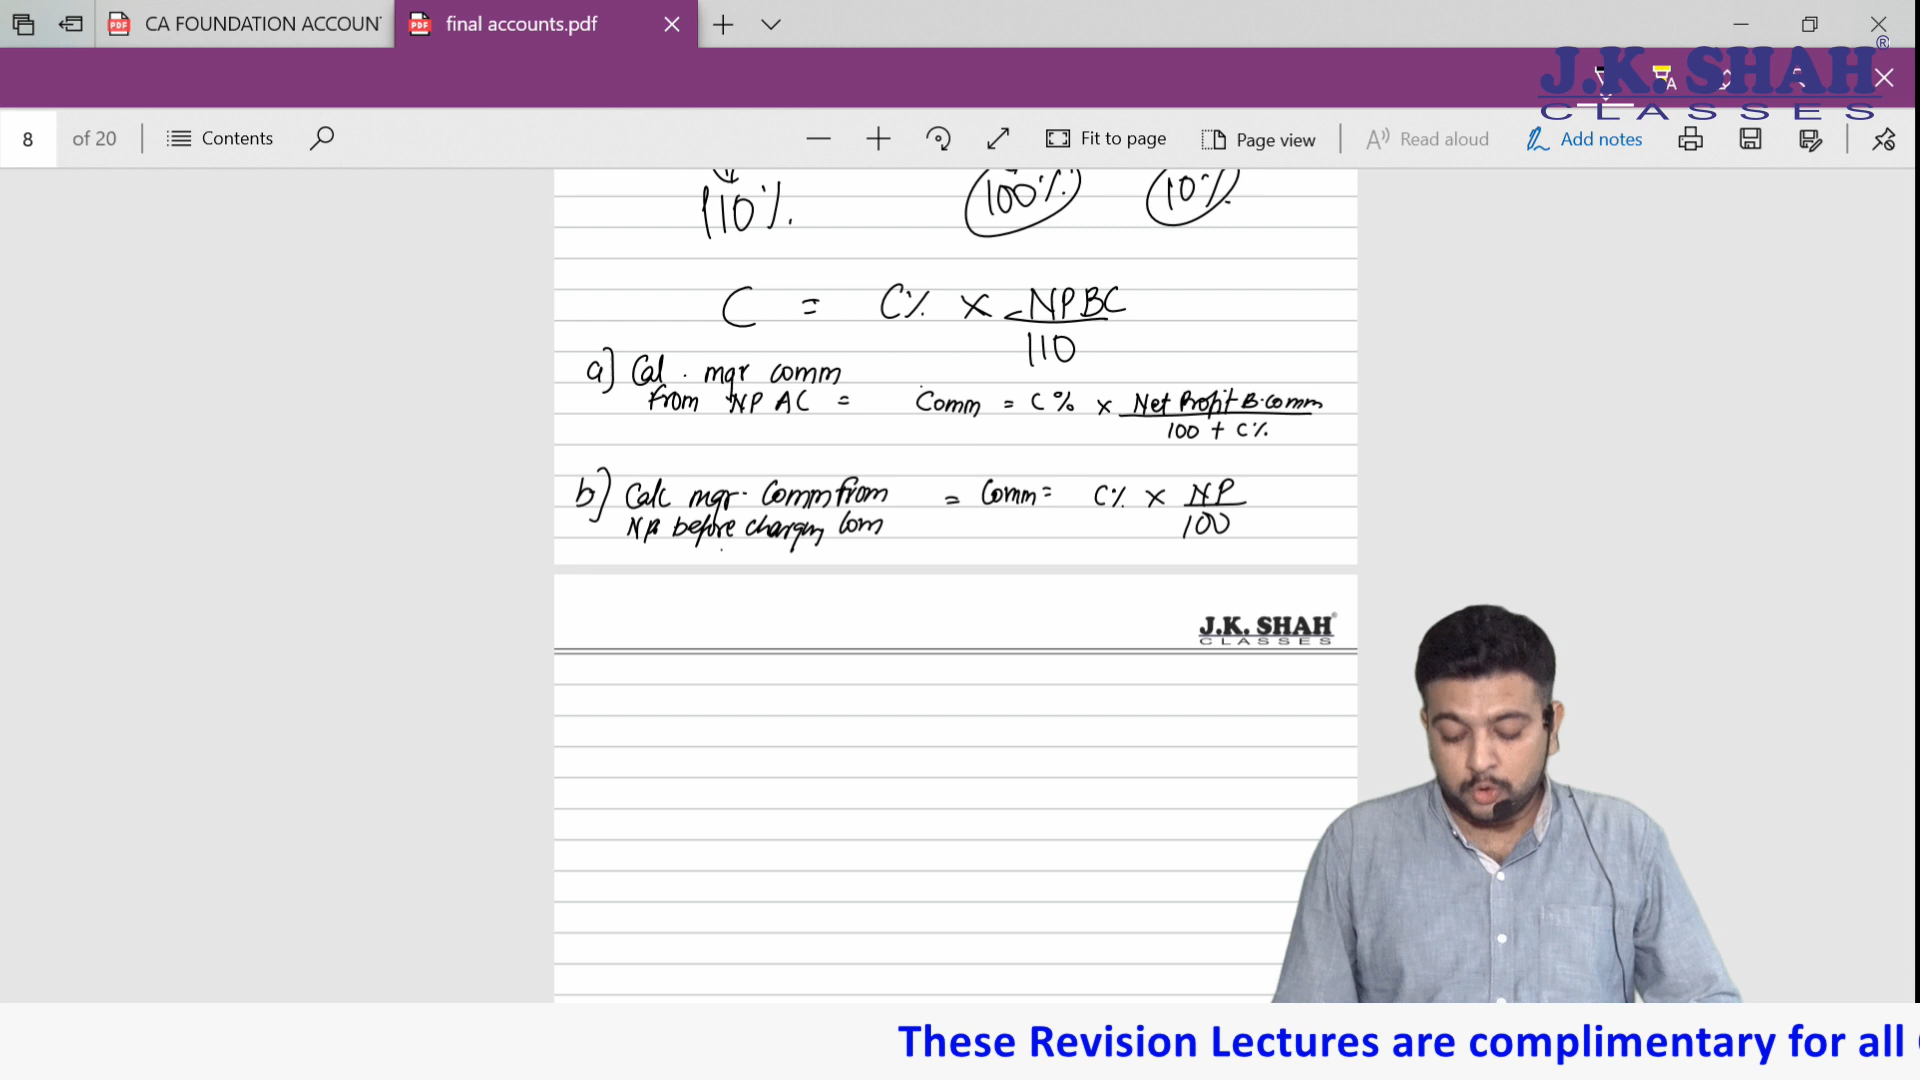 CA FOUNDATION ACCOUNT
final accounts.pdf
J.K. SHAH®
CLASSES
8 of 20
Contents
Fit to page
Page view
Read aloud
Add notes
110%.
100%
10%
C = C% × NPBC
110
a] Cal. mgr comm
from NP AC = Comm = C % × Net Profit B. comm
100 + C%
b] Calc mgr. Comm from = Comm = C% × NP
NP before chargin Com
100
J.K. SHAH®
CLASSES
These Revision Lectures are complimentary for all